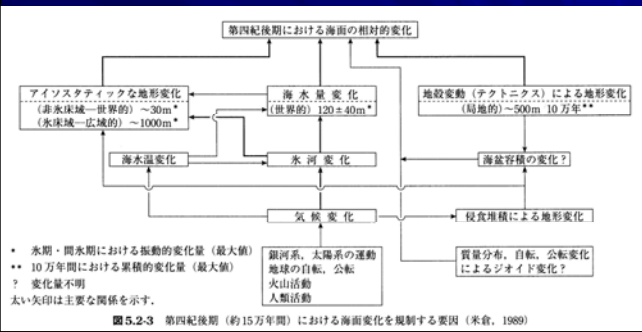 第四紀後期における海面の相対的変化
アイソスタティックな地形変化
(非氷床域―世界的) ～30m*
(氷床域―広域的) ～1000m*
海水量変化
(世界的) 120±40m*
地殻変動 (テクトニクス) による地形変化
(局地的) ～500m 10万年**
海水温変化
氷河変化
海盆容積の変化？
気候変化
侵食堆積による地形変化
銀河系, 太陽系の運動
地球の自転, 公転
火山活動
人類活動
質量分布, 自転, 公転変化
によるジオイド変化？
* 氷期・間氷期における振動的変化量 (最大値)
** 10万年間における累積的変化量 (最大値)
? 変化量不明
太い矢印は主要な関係を示す.
図5.2-3 第四紀後期 (約15万年間) における海面変化を規制する要因 (米倉, 1989)